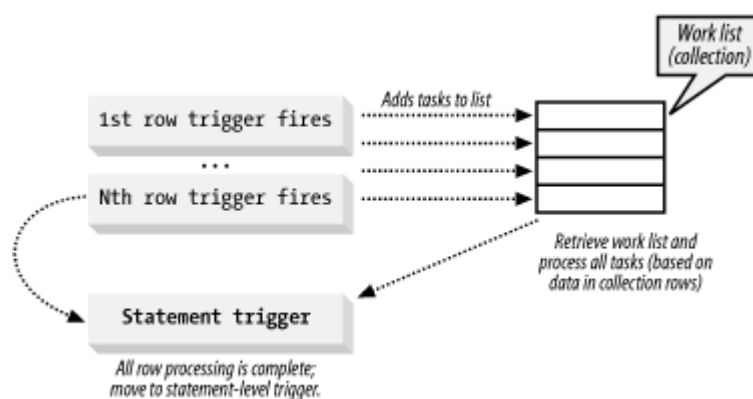 Work list
(collection)
Adds tasks to list
1st row trigger fires
...
Nth row trigger fires
Retrieve work list and
process all tasks (based on
data in collection rows)
Statement trigger
All row processing is complete;
move to statement-level trigger.